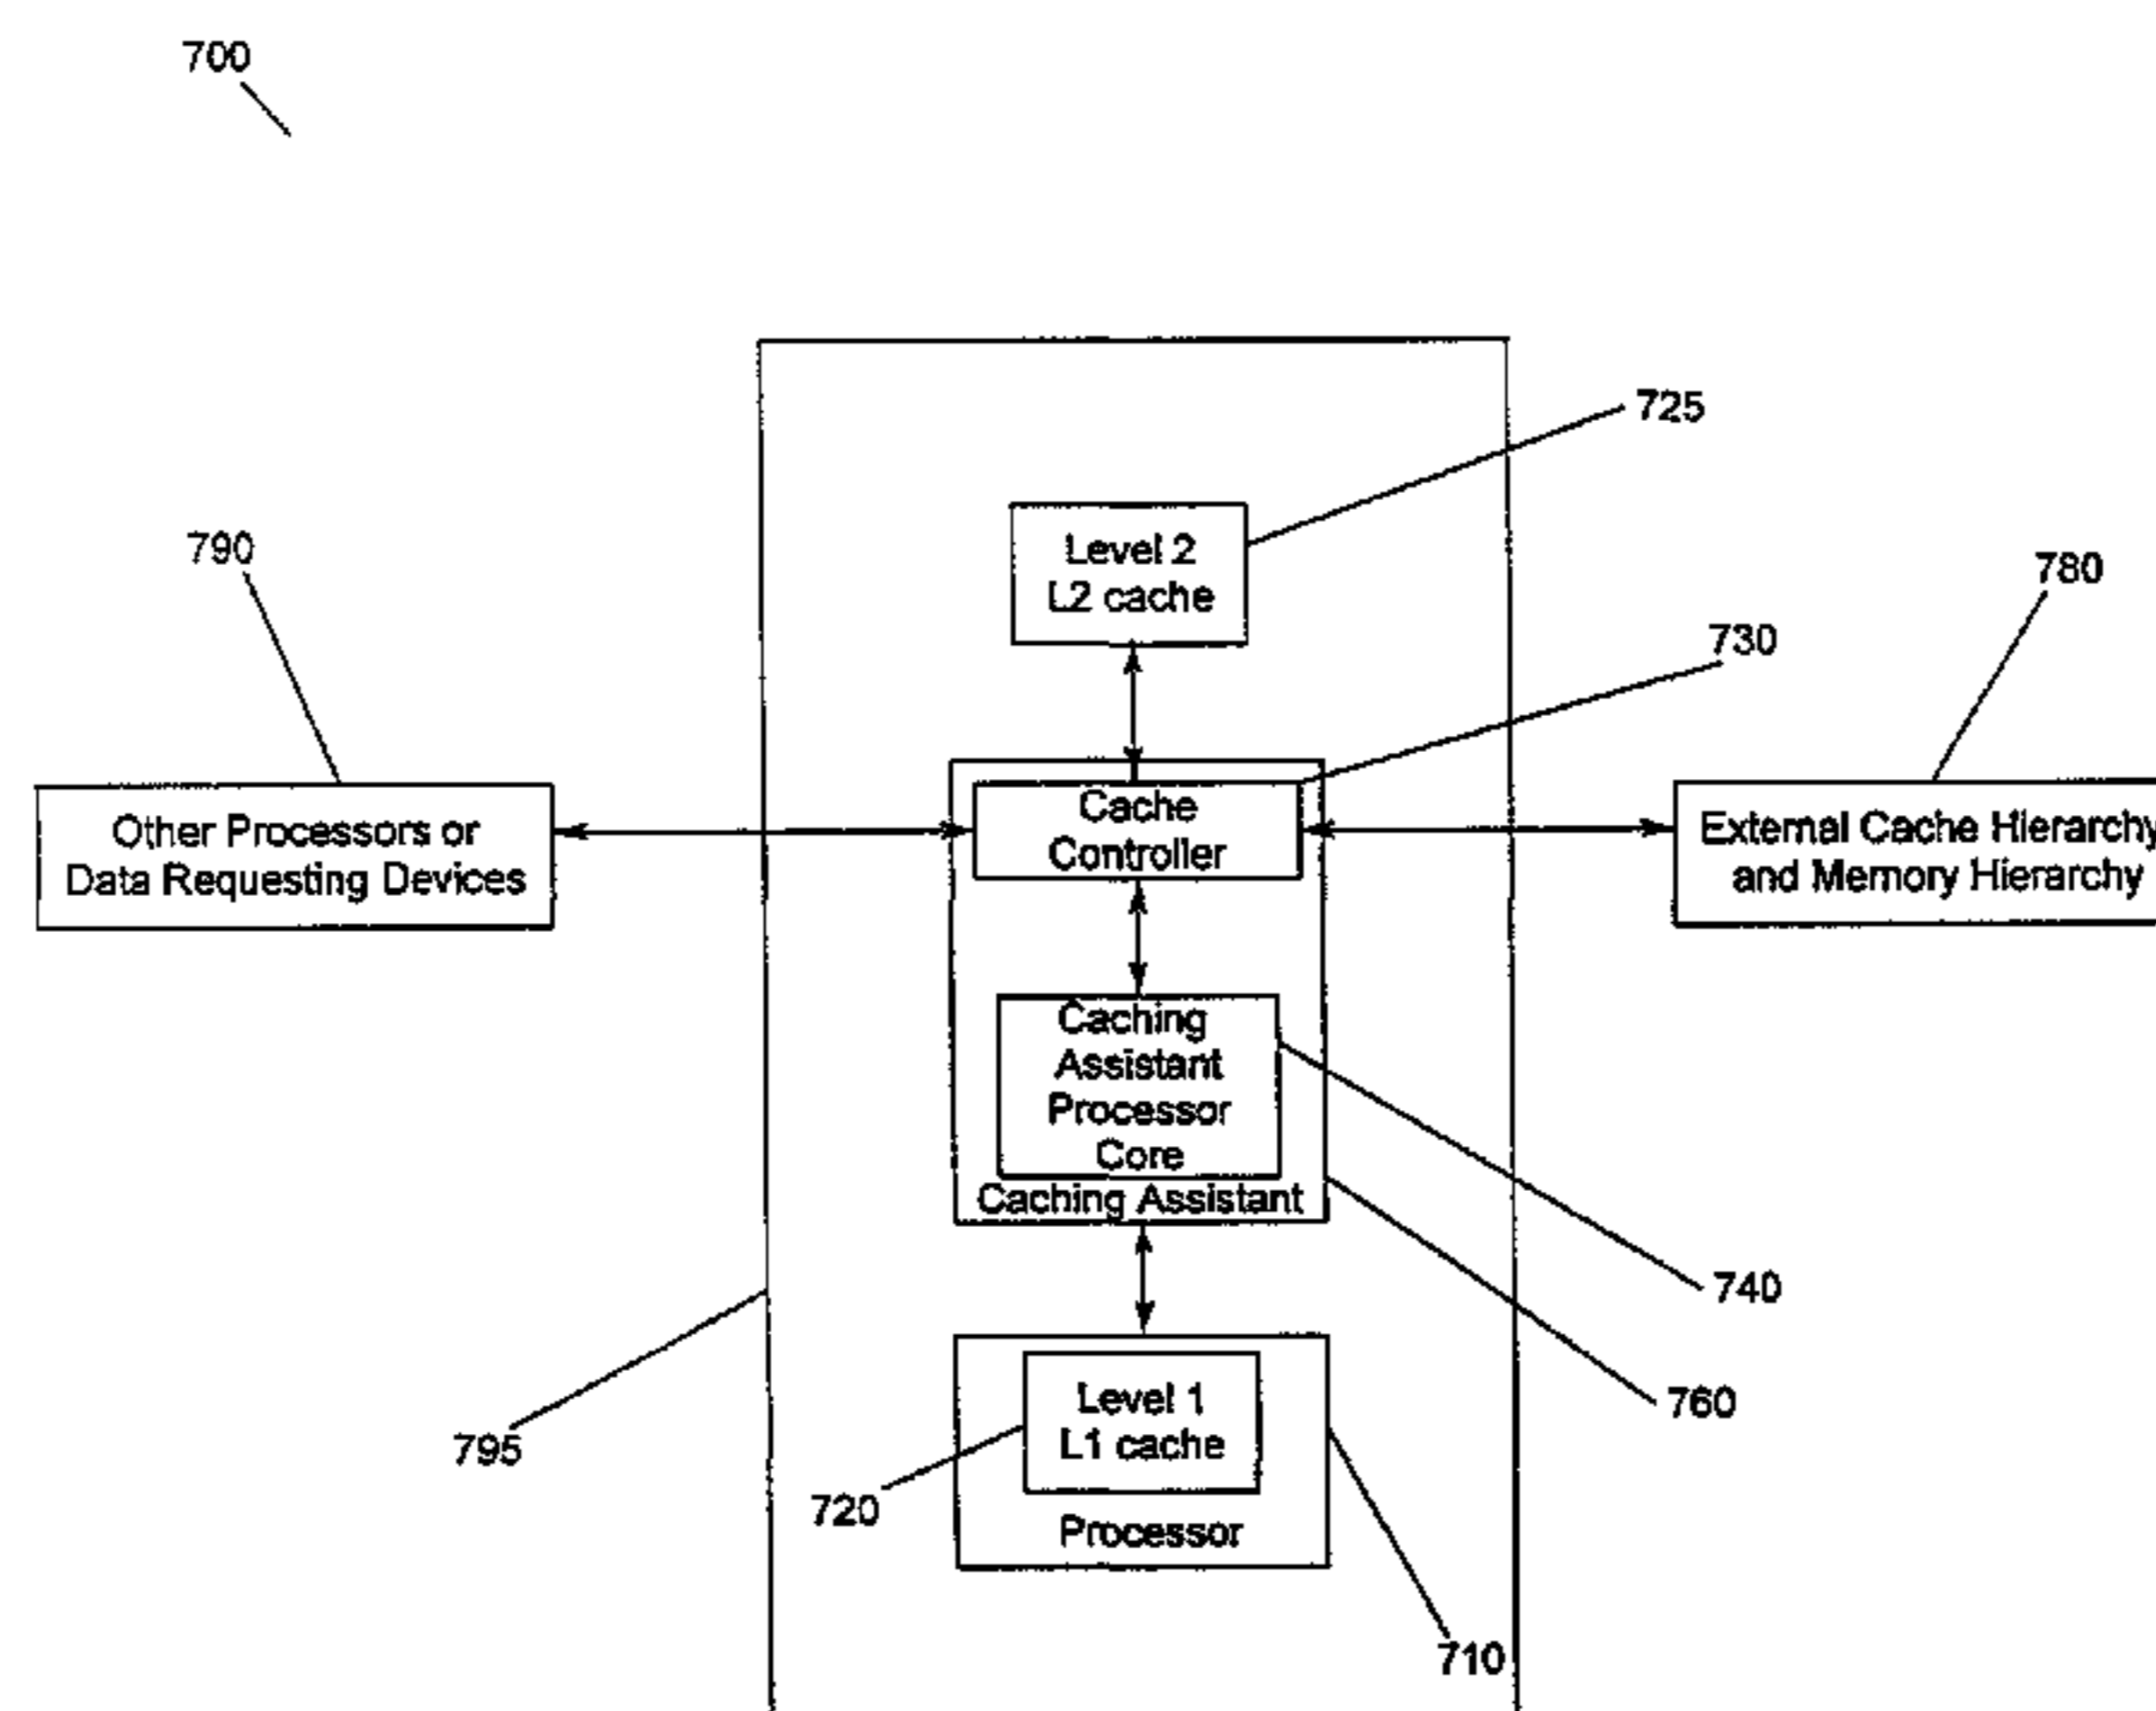 700
725
790
Level 2
L2 cache
780
730
Other Processors or
Data Requesting Devices
Cache
Controller
External Cache Hierarchy
and Memory Hierarchy
Caching
Assistant
Processor
Core
Caching Assistant
740
760
795
Level 1
L1 cache
720
Processor
710